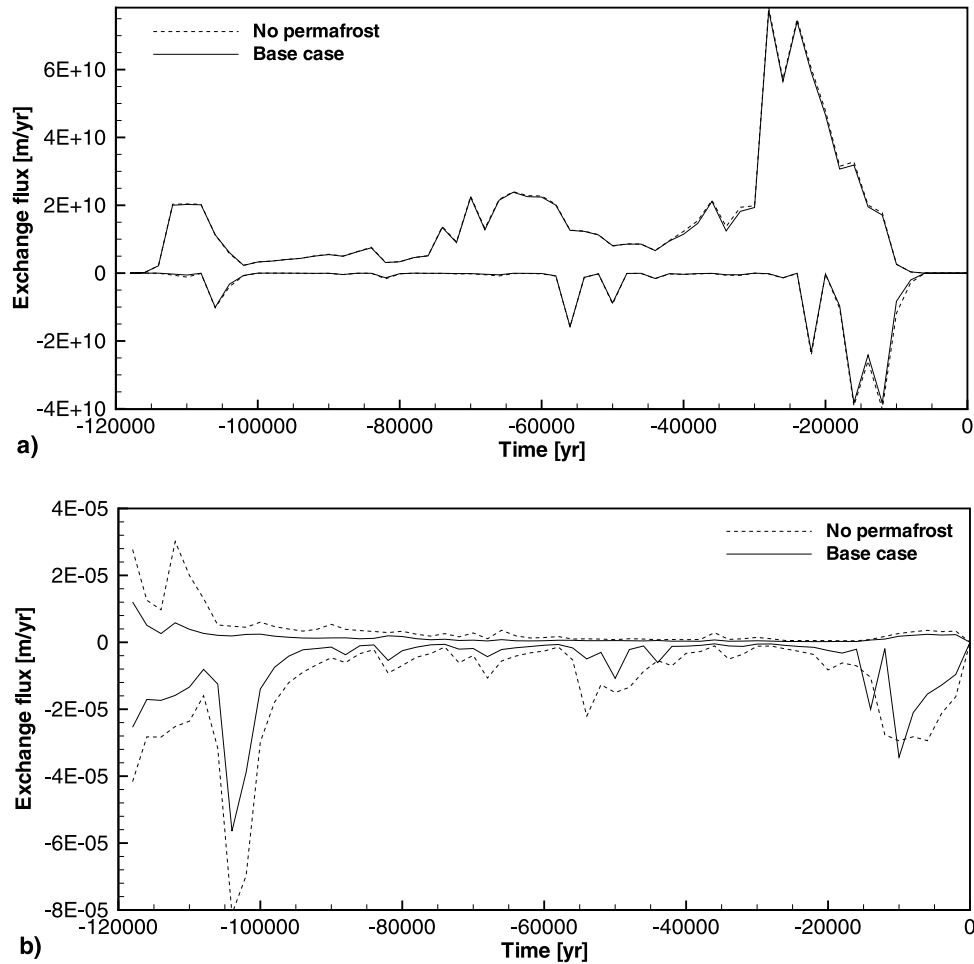 No permafrost
Base case
Exchange flux [m/yr]
6E+10
4E+10
2E+10
0
-2E+10
-4E+10
-120000 -100000 -80000 -60000 -40000 -20000 0
Time [yr]
a)
No permafrost
Base case
Exchange flux [m/yr]
4E-05
2E-05
0
-2E-05
-4E-05
-6E-05
-8E-05
-120000 -100000 -80000 -60000 -40000 -20000 0
Time [yr]
b)